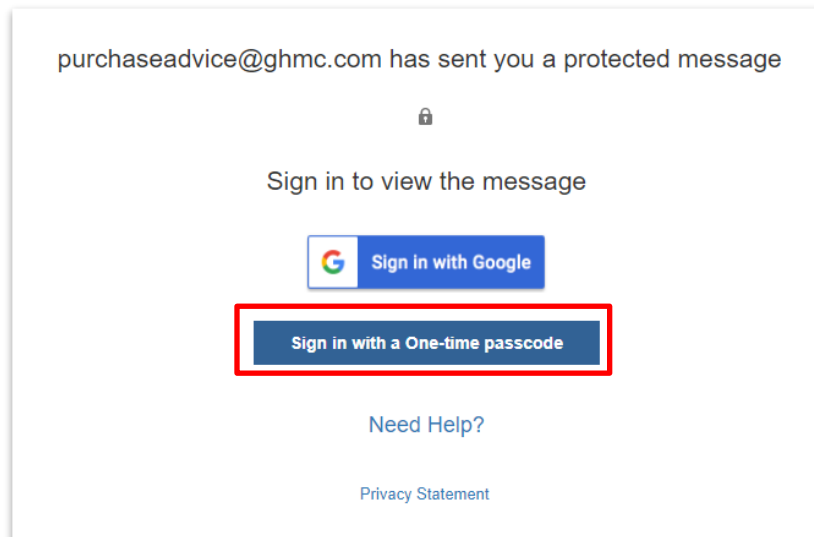 purchaseadvice@ghmc.com has sent you a protected message
Sign in to view the message
Sign in with Google
Sign in with a One-time passcode
Need Help?
Privacy Statement